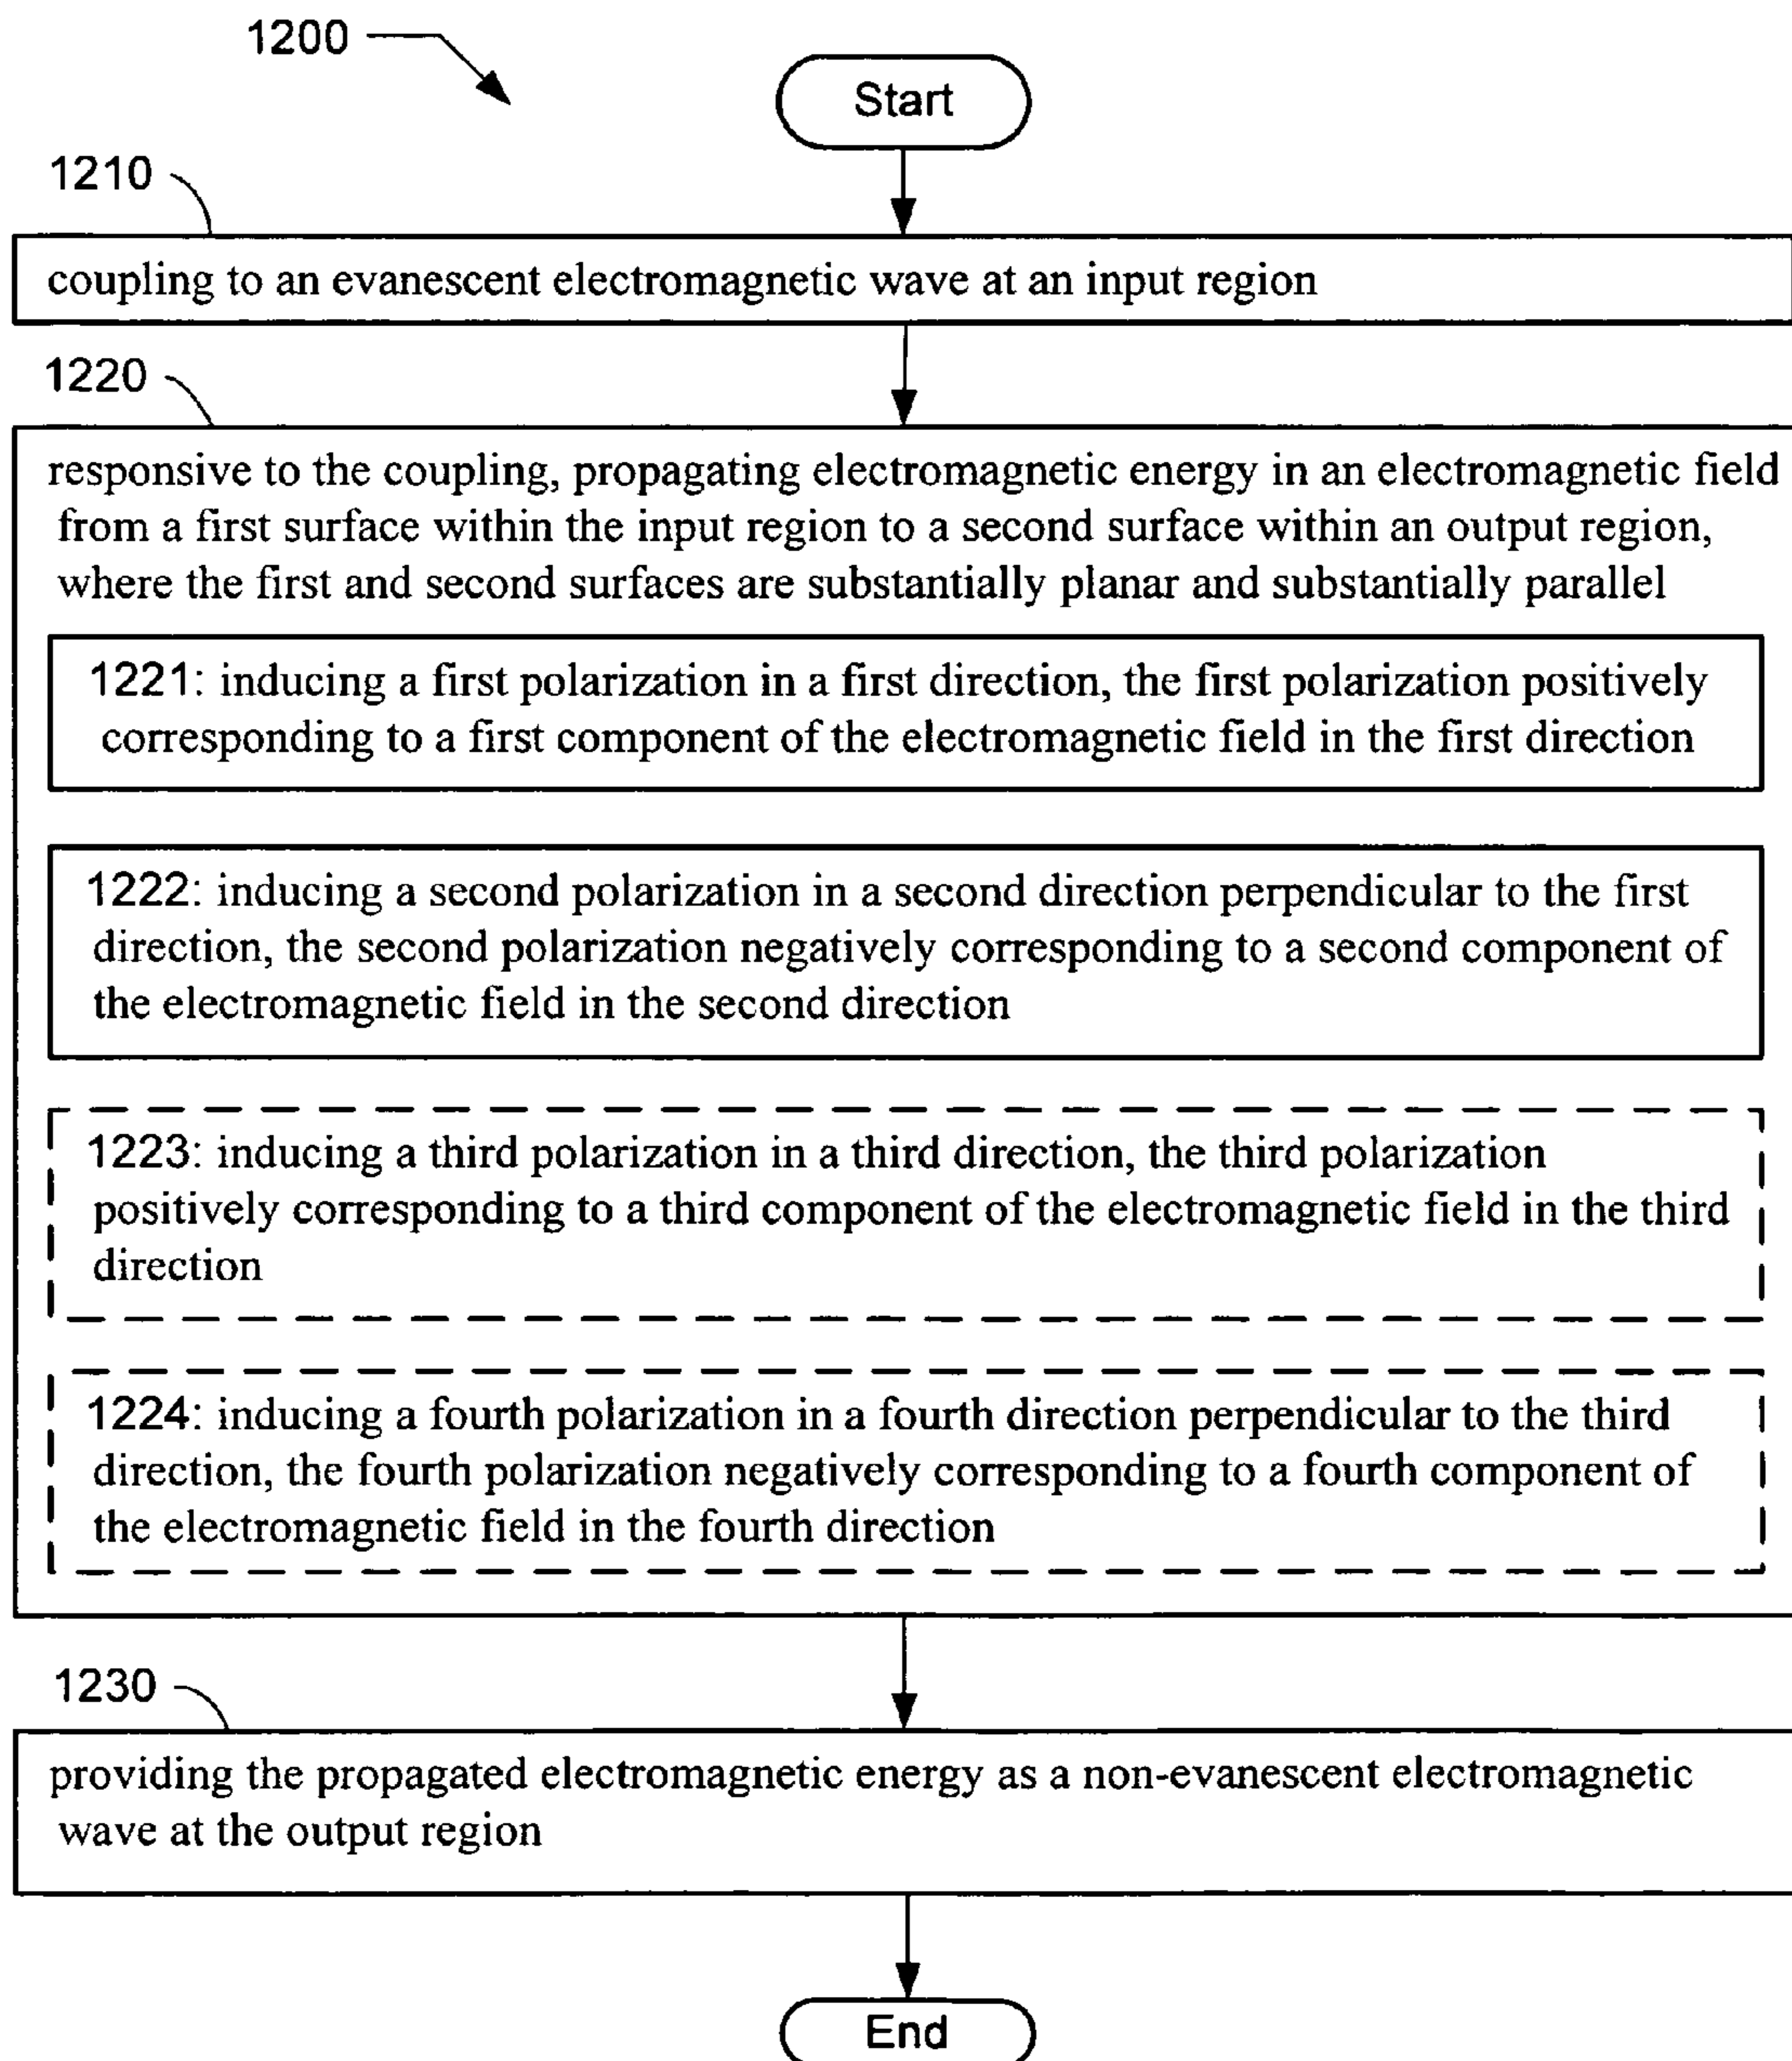 1200
Start
1210
coupling to an evanescent electromagnetic wave at an input region
1220
responsive to the coupling, propagating electromagnetic energy in an electromagnetic field
from a first surface within the input region to a second surface within an output region,
where the first and second surfaces are substantially planar and substantially parallel
1221: inducing a first polarization in a first direction, the first polarization positively
corresponding to a first component of the electromagnetic field in the first direction
1222: inducing a second polarization in a second direction perpendicular to the first
direction, the second polarization negatively corresponding to a second component of
the electromagnetic field in the second direction
1223: inducing a third polarization in a third direction, the third polarization
positively corresponding to a third component of the electromagnetic field in the third
direction
1224: inducing a fourth polarization in a fourth direction perpendicular to the third
direction, the fourth polarization negatively corresponding to a fourth component of
the electromagnetic field in the fourth direction
1230
providing the propagated electromagnetic energy as a non-evanescent electromagnetic
wave at the output region
End